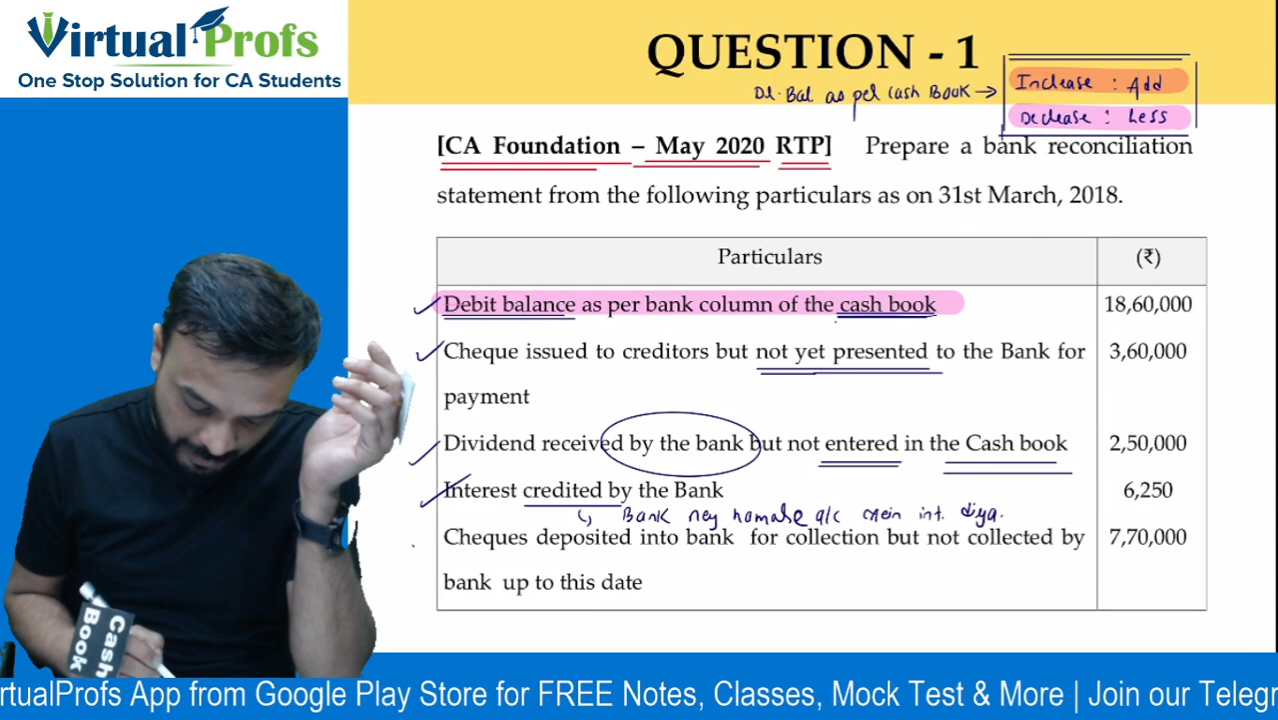 Virtual Profs
One Stop Solution for CA Students
QUESTION - 1
Dr. Bal as per Cash Book →
Increase : Add
Decrease : Less
[CA Foundation – May 2020 RTP] Prepare a bank reconciliation
statement from the following particulars as on 31st March, 2018.
Particulars (₹)
Debit balance as per bank column of the cash book 18,60,000
Cheque issued to creditors but not yet presented to the Bank for 3,60,000
payment
Dividend received by the bank but not entered in the Cash book 2,50,000
Interest credited by the Bank 6,250
Bank ney hamare a/c mein int. diya.
Cheques deposited into bank for collection but not collected by 7,70,000
bank up to this date
Cash
Book
rtualProfs App from Google Play Store for FREE Notes, Classes, Mock Test & More | Join our Telegr